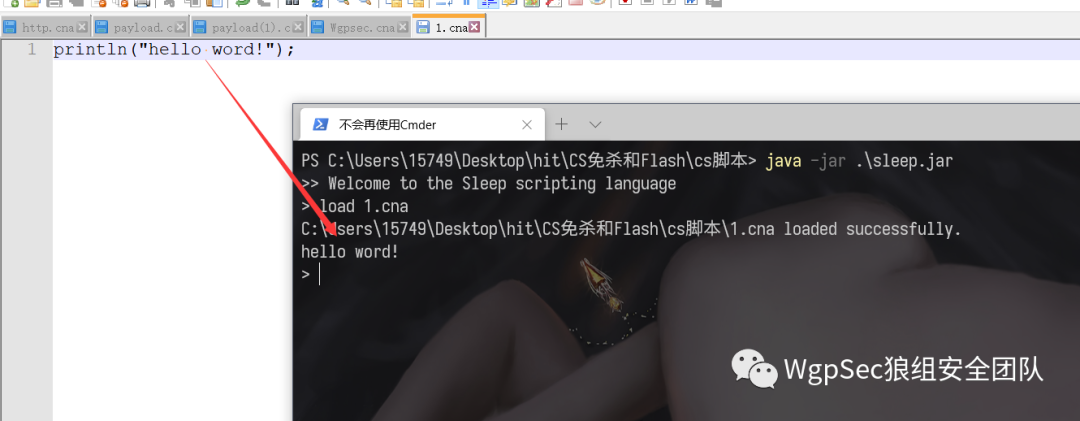 http.cna
payload.c
payload(1).c
Wgpsec.cna
1.cna
1
println("hello word!");
不会再使用Cmder
PS C:\Users\15749\Desktop\hit\CS免杀和Flash\cs脚本> java -jar .\sleep.jar
>> Welcome to the Sleep scripting language
> load 1.cna
C:\Users\15749\Desktop\hit\CS免杀和Flash\cs脚本\1.cna loaded successfully.
hello word!
>
WgpSec狼组安全团队